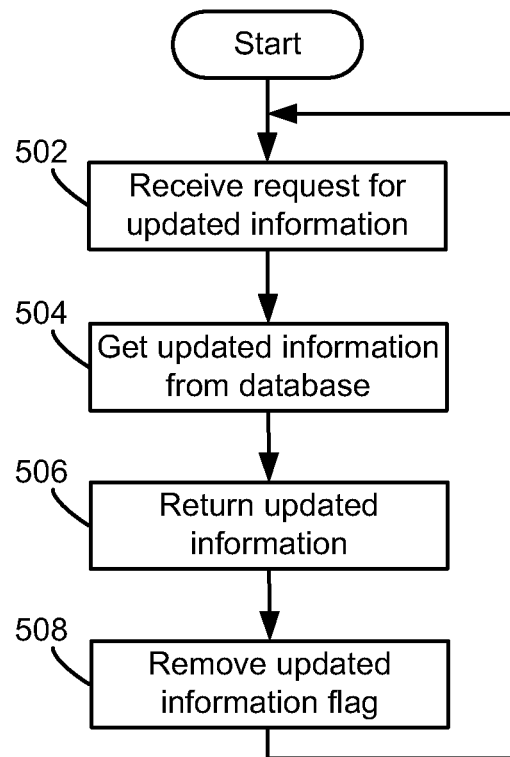 Start
502
Receive request for
updated information
504
Get updated information
from database
506
Return updated
information
508
Remove updated
information flag